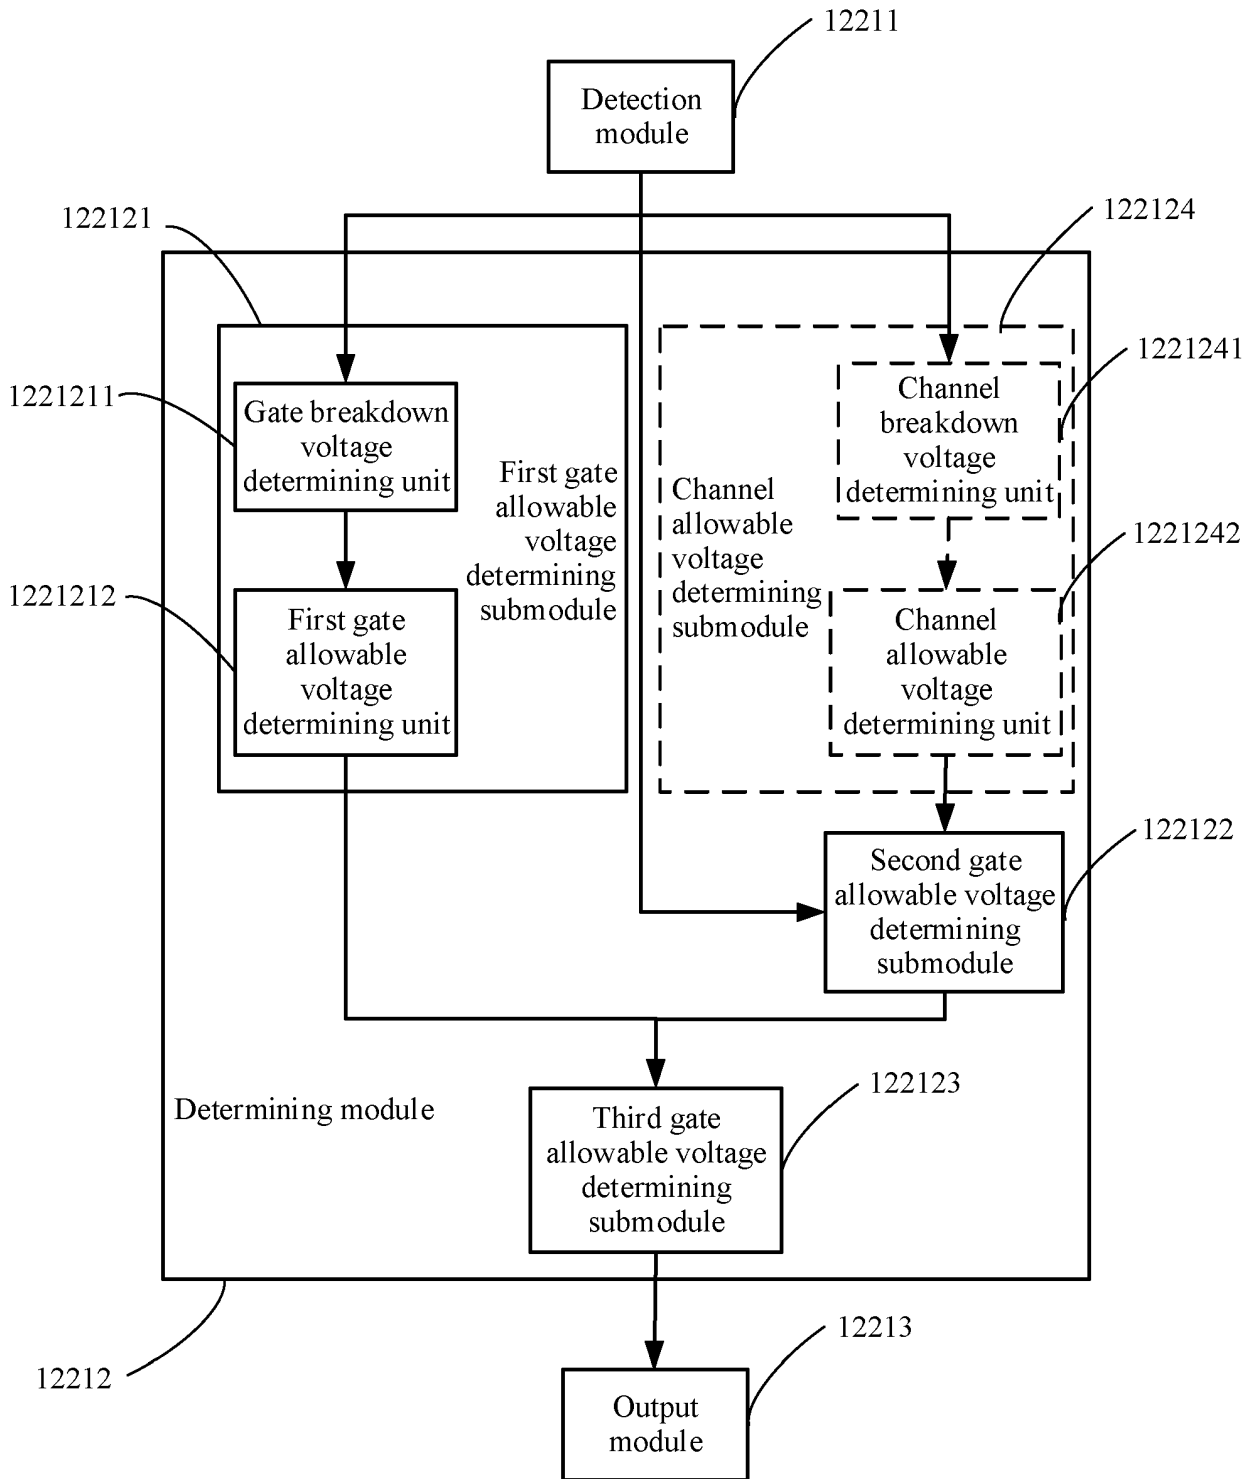 12211
Detection
module
122121
122124
1221211
Gate breakdown
voltage
determining unit
First gate
allowable
voltage
determining
submodule
1221212
First gate
allowable
voltage
determining unit
Channel
allowable
voltage
determining
submodule
Channel
breakdown
voltage
determining unit
1221241
Channel
allowable
voltage
determining unit
1221242
Second gate
allowable voltage
determining
submodule
122122
Determining module
Third gate
allowable voltage
determining
submodule
122123
12212
Output
module
12213